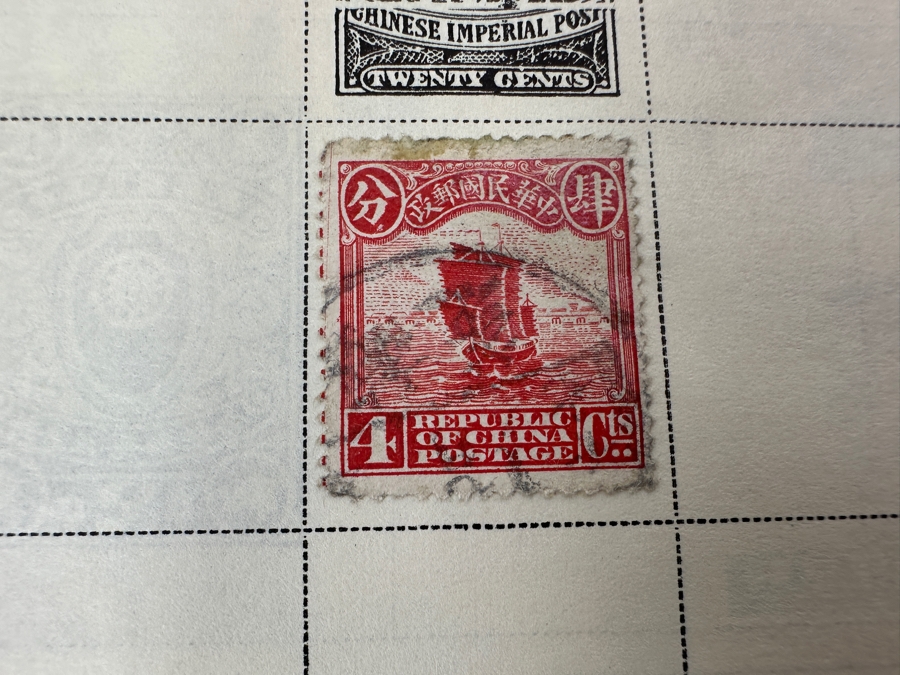 CHINESE IMPERIAL POST
TWENTY CENTS
肆 中華民國郵政 分
4 REPUBLIC OF CHINA POSTAGE Cts